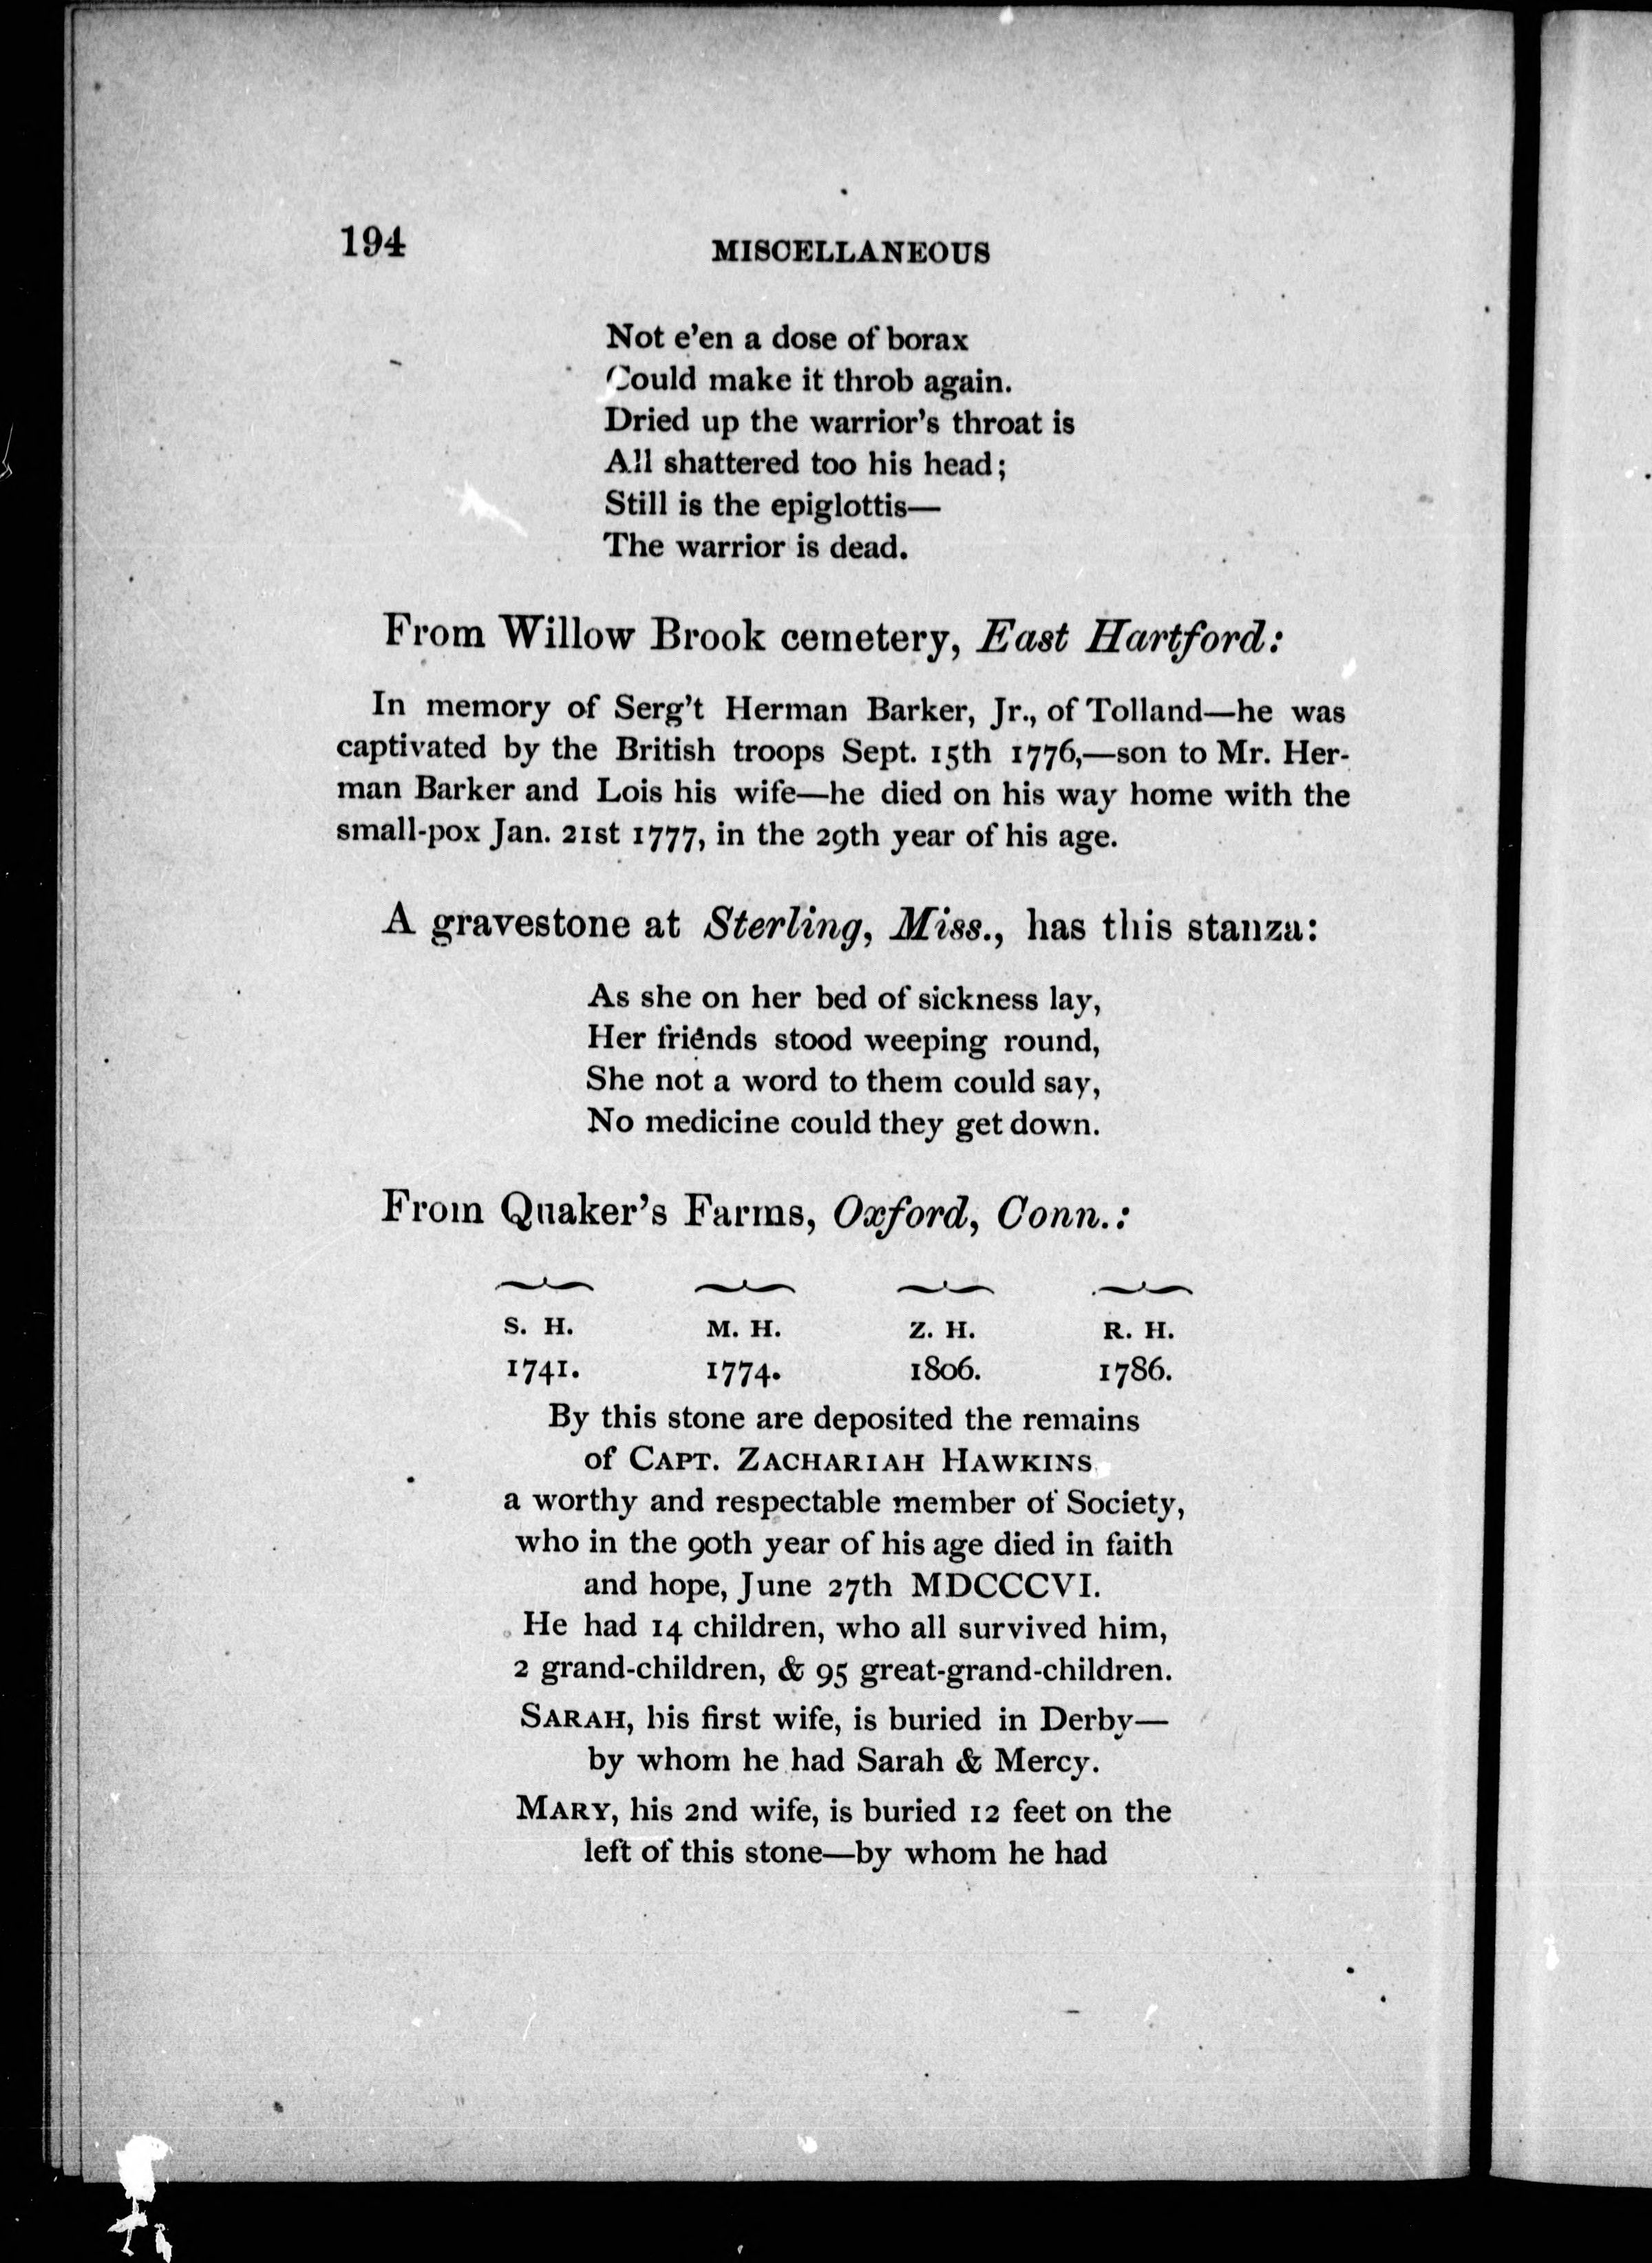 194
MISCELLANEOUS
Not e'en a dose of borax
Could make it throb again.
Dried up the warrior's throat is
All shattered too his head;
Still is the epiglottis—
The warrior is dead.
From Willow Brook cemetery, East Hartford:
In memory of Serg't Herman Barker, Jr., of Tolland—he was
captivated by the British troops Sept. 15th 1776,—son to Mr. Her-
man Barker and Lois his wife—he died on his way home with the
small-pox Jan. 21st 1777, in the 29th year of his age.
A gravestone at Sterling, Miss., has this stanza:
As she on her bed of sickness lay,
Her friends stood weeping round,
She not a word to them could say,
No medicine could they get down.
From Quaker's Farms, Oxford, Conn.:
S. H. M. H. Z. H. R. H.
1741. 1774. 1806. 1786.
By this stone are deposited the remains
of CAPT. ZACHARIAH HAWKINS
a worthy and respectable member of Society,
who in the 90th year of his age died in faith
and hope, June 27th MDCCCVI.
He had 14 children, who all survived him,
2 grand-children, & 95 great-grand-children.
SARAH, his first wife, is buried in Derby—
by whom he had Sarah & Mercy.
MARY, his 2nd wife, is buried 12 feet on the
left of this stone—by whom he had